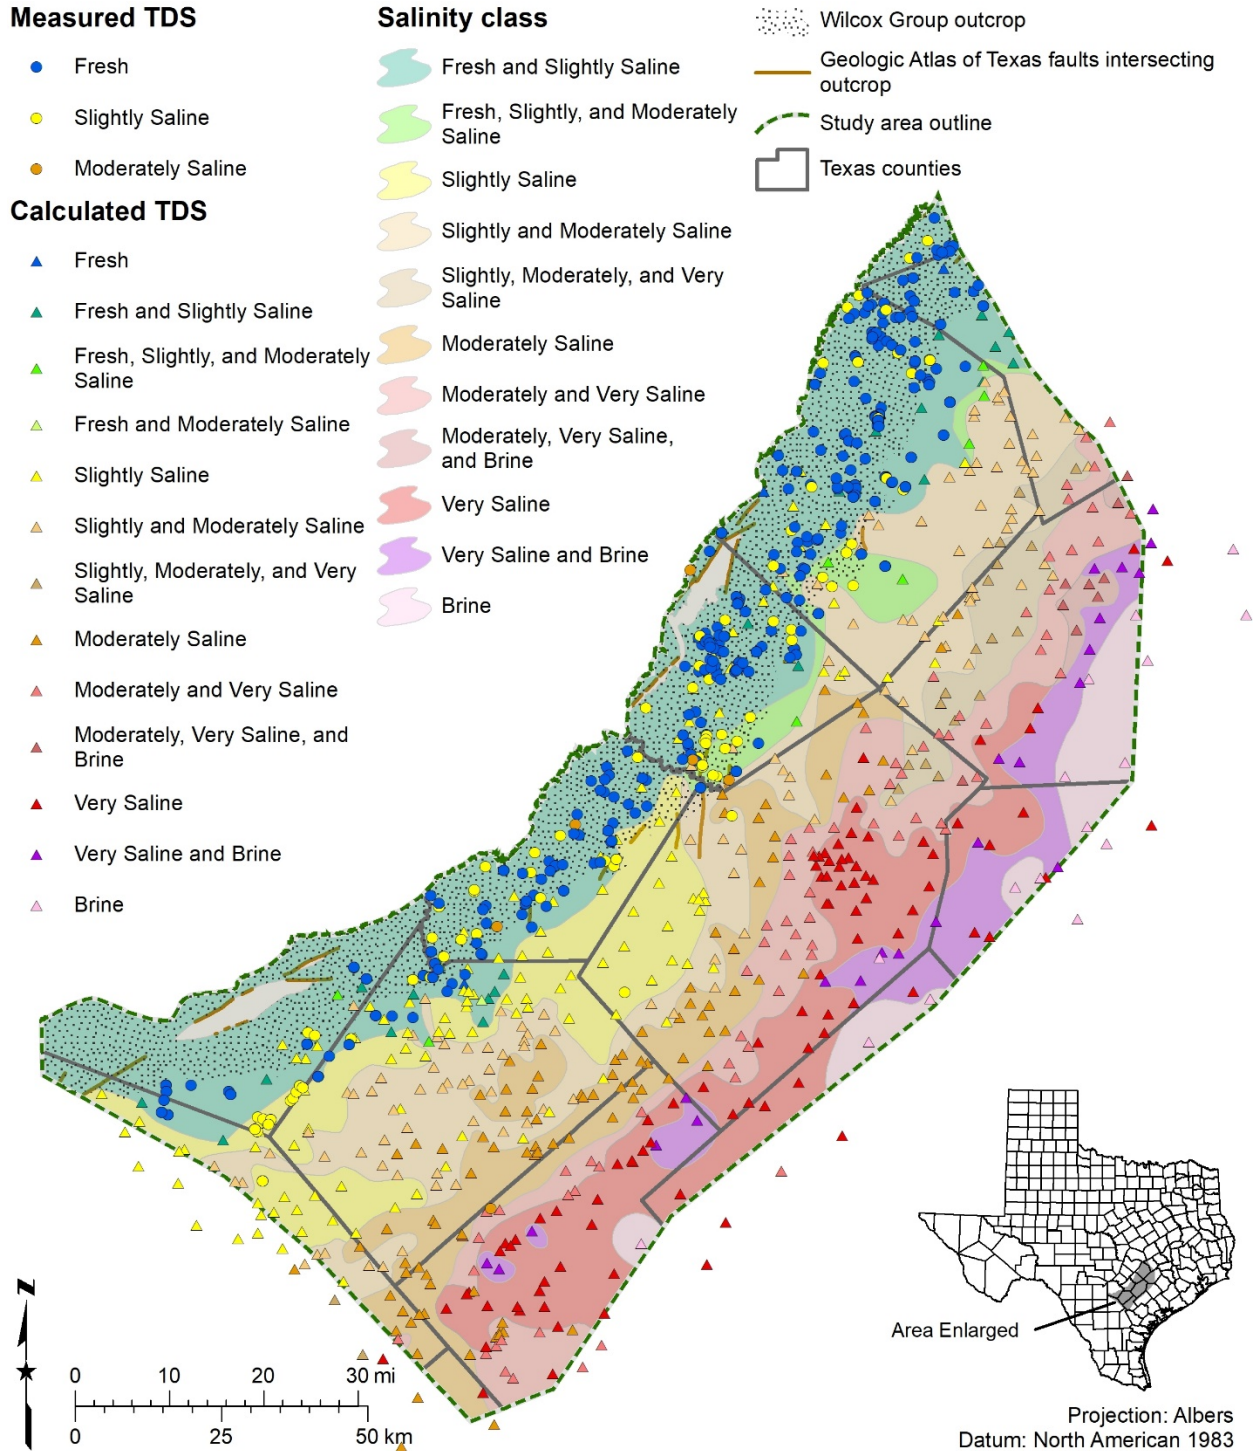 Measured TDS
Fresh
Slightly Saline
Moderately Saline
Calculated TDS
Fresh
Fresh and Slightly Saline
Fresh, Slightly, and Moderately
Saline
Fresh and Moderately Saline
Slightly Saline
Slightly and Moderately Saline
Slightly, Moderately, and Very
Saline
Moderately Saline
Moderately and Very Saline
Moderately, Very Saline, and
Brine
Very Saline
Very Saline and Brine
Brine
Salinity class
Fresh and Slightly Saline
Fresh, Slightly, and Moderately
Saline
Slightly Saline
Slightly and Moderately Saline
Slightly, Moderately, and Very
Saline
Moderately Saline
Moderately and Very Saline
Moderately, Very Saline,
and Brine
Very Saline
Very Saline and Brine
Brine
Wilcox Group outcrop
Geologic Atlas of Texas faults intersecting
outcrop
Study area outline
Texas counties
N
0 10 20 30 mi
0 25 50 km
Area Enlarged
Projection: Albers
Datum: North American 1983